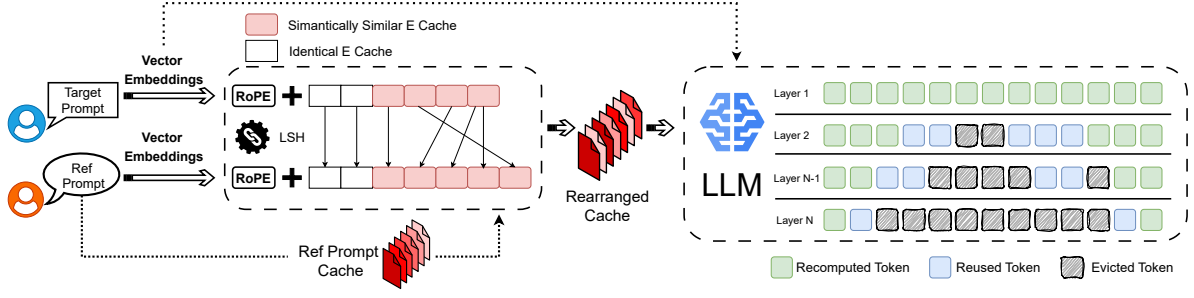 Simantically Similar E Cache
Identical E Cache
Vector
Embeddings
Target
Prompt
RoPE
LSH
Vector
Embeddings
Ref
Prompt
RoPE
Ref Prompt
Cache
Rearranged
Cache
LLM
Layer 1
Layer 2
Layer N-1
Layer N
Recomputed Token
Reused Token
Evicted Token